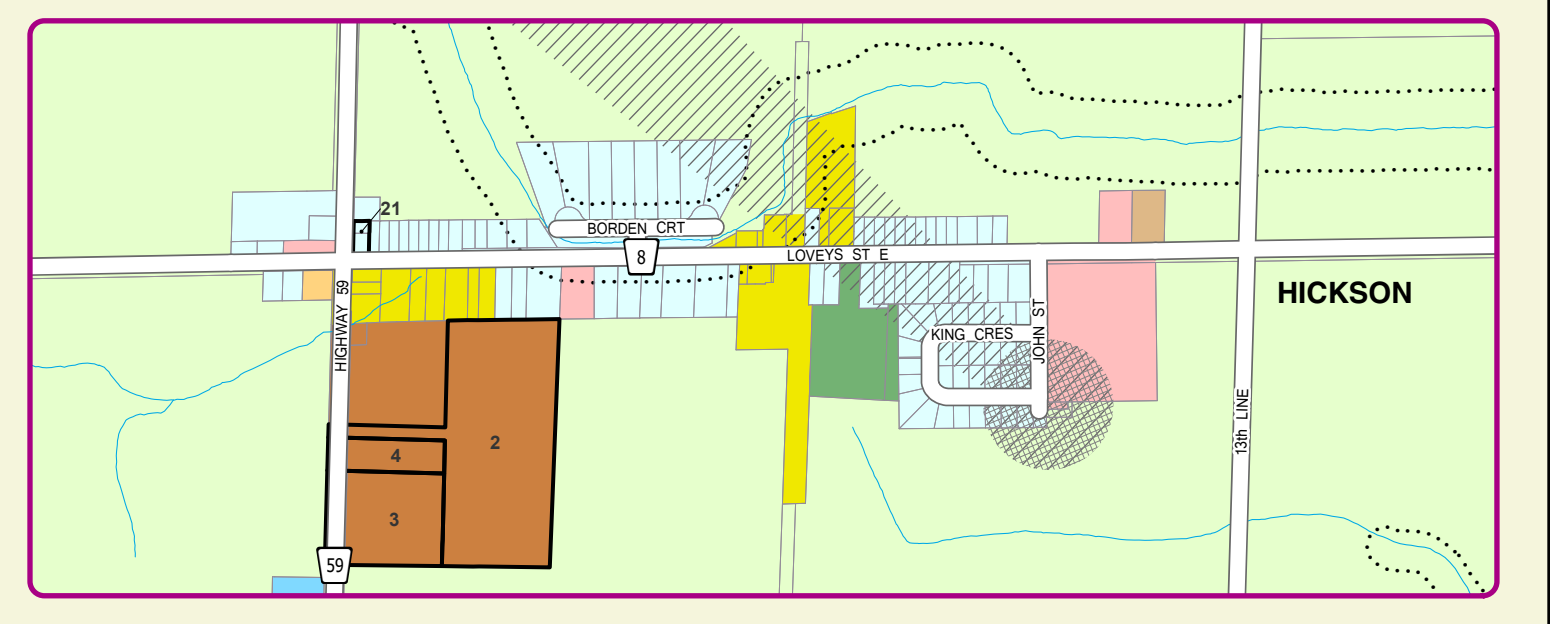 21
BORDEN CRT
8
LOVEYS ST E
HICKSON
HIGHWAY 59
KING CRES
JOHN ST
13th LINE
2
4
3
59